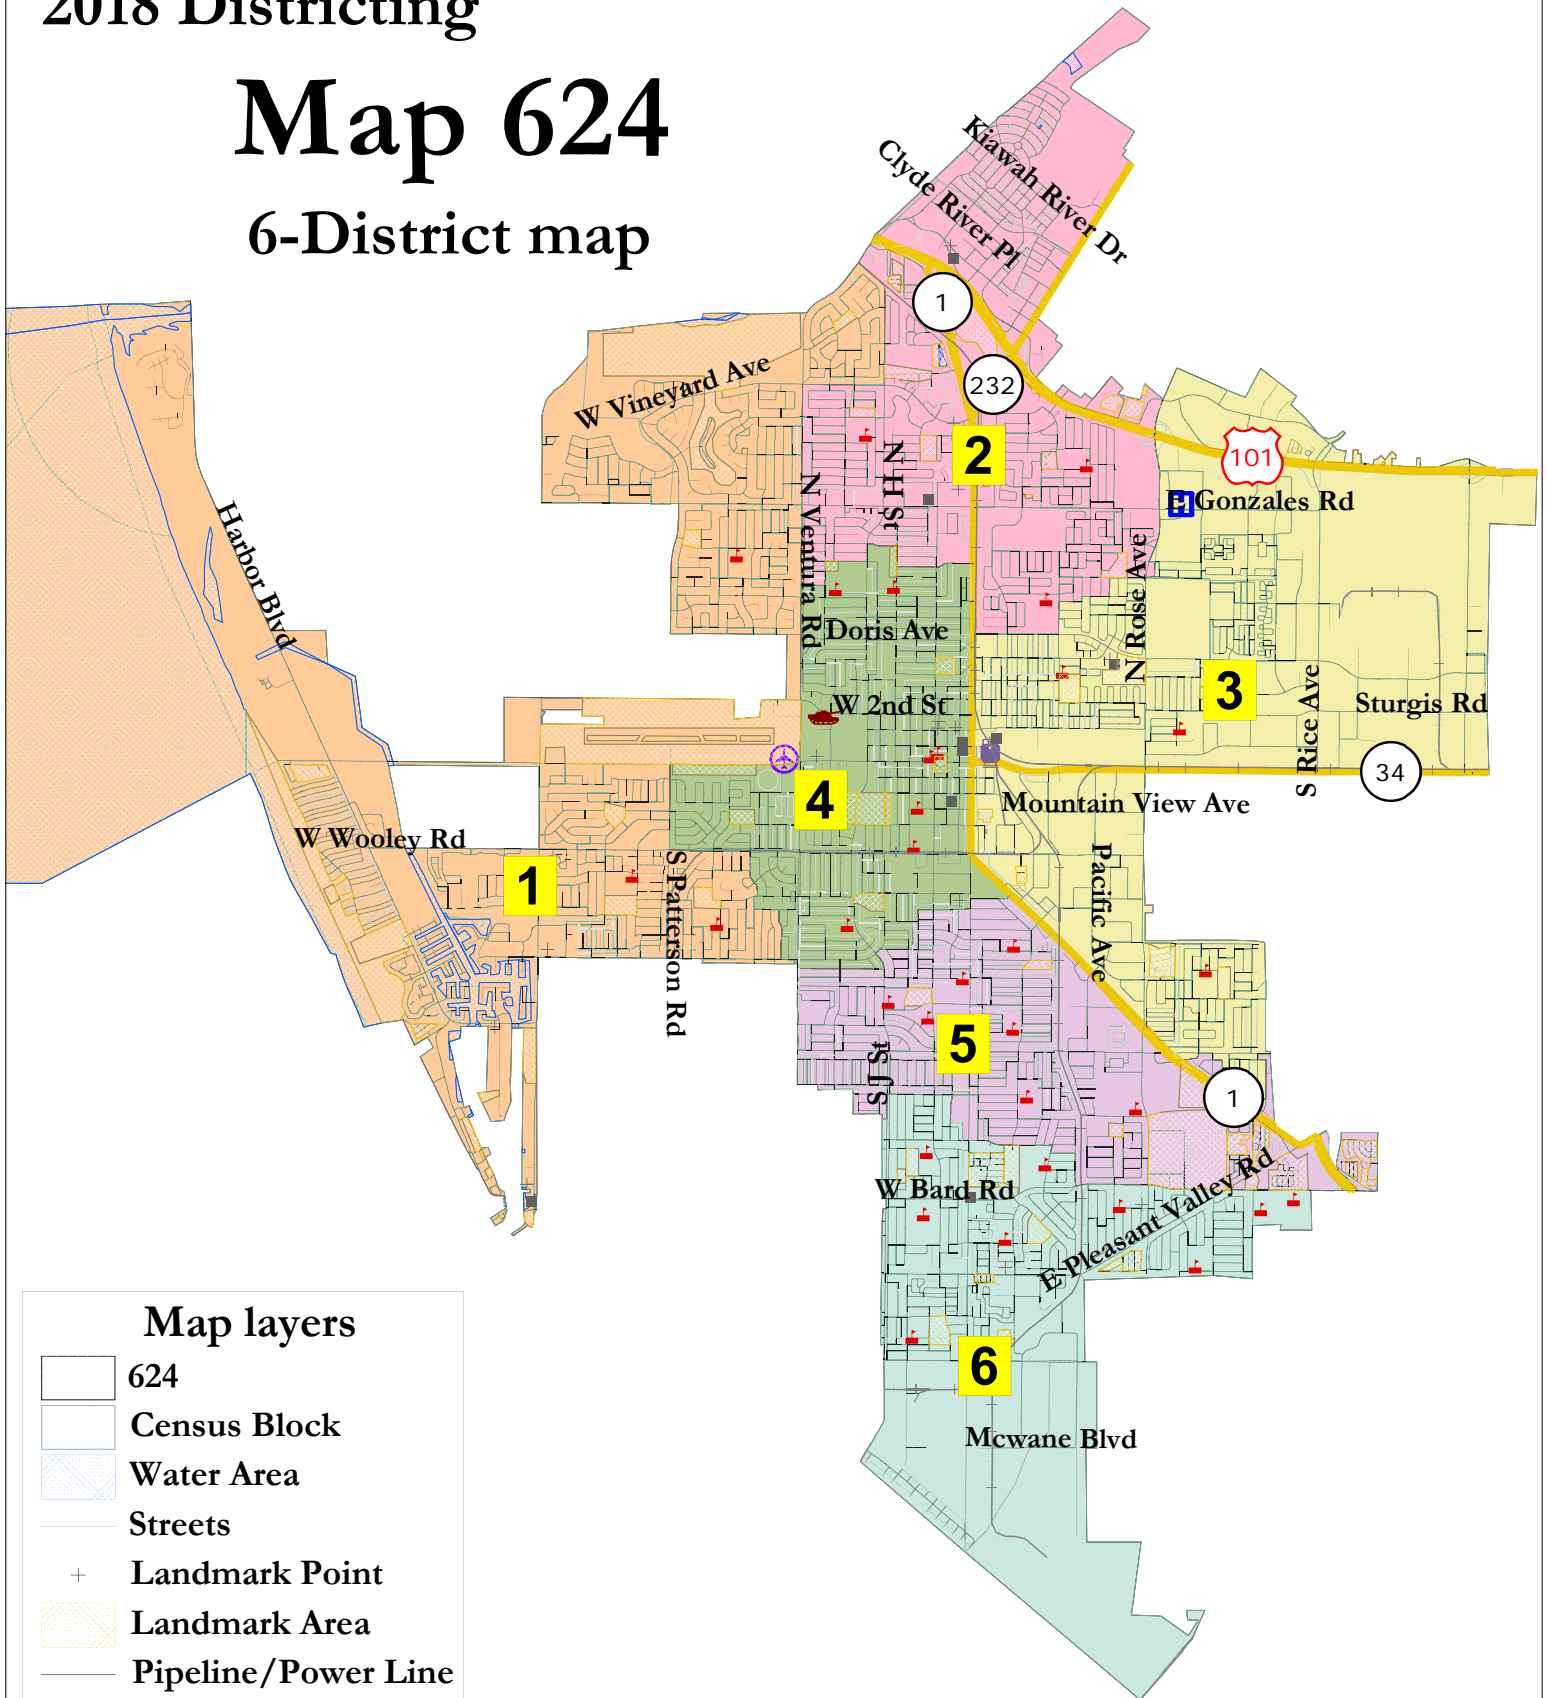 2018 Districting
Map 624
6-District map
Kiawah River Dr
Clyde River Pl
1
232
W Vineyard Ave
2
101
N H St
H
E Gonzales Rd
N Ventura Rd
Harbor Blvd
N Rose Ave
Doris Ave
3
S Rice Ave
Sturgis Rd
W 2nd St
34
4
Mountain View Ave
W Wooley Rd
1
S Patterson Rd
Pacific Ave
5
S J St
1
W Bard Rd
E Pleasant Valley Rd
6
Mcwane Blvd
Map layers
624
Census Block
Water Area
Streets
Landmark Point
Landmark Area
Pipeline/Power Line